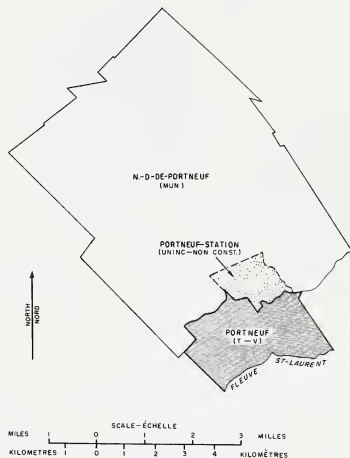 N.-D-DE-PORTNEUF
(MUN)
PORTNEUF-STATION
(UNINC-NON CONST.)
PORTNEUF
(T-V)
FLEUVE ST-LAURENT
NORTH
NORD
SCALE-ÉCHELLE
MILES 1 0 1 2 3 MILLES
KILOMETRES 1 0 1 2 3 4 KILOMÈTRES